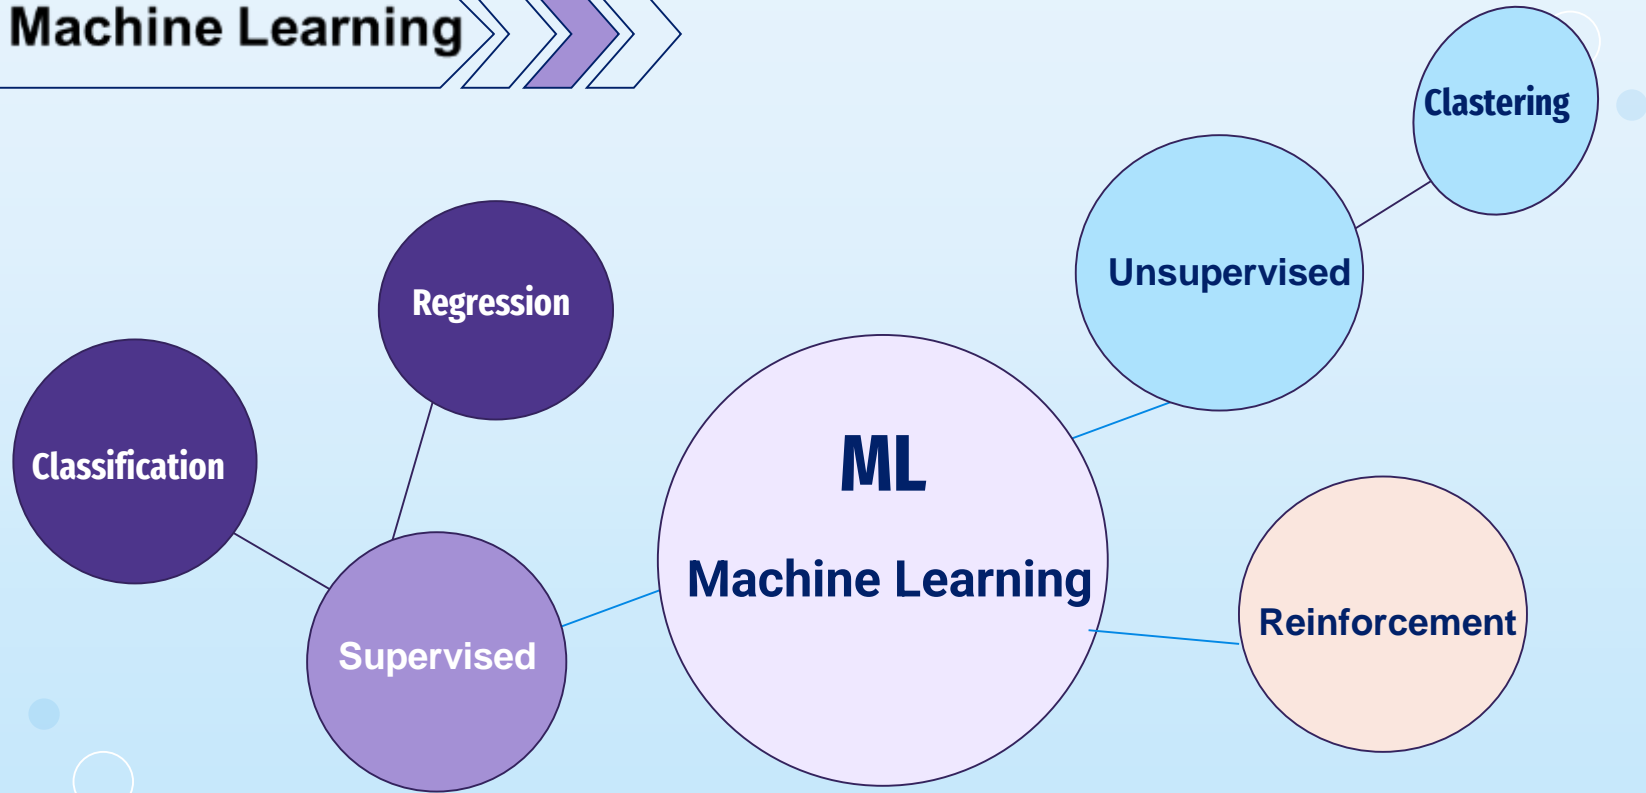 Machine Learning
Clastering
Unsupervised
Regression
Classification
ML
Machine Learning
Reinforcement
Supervised